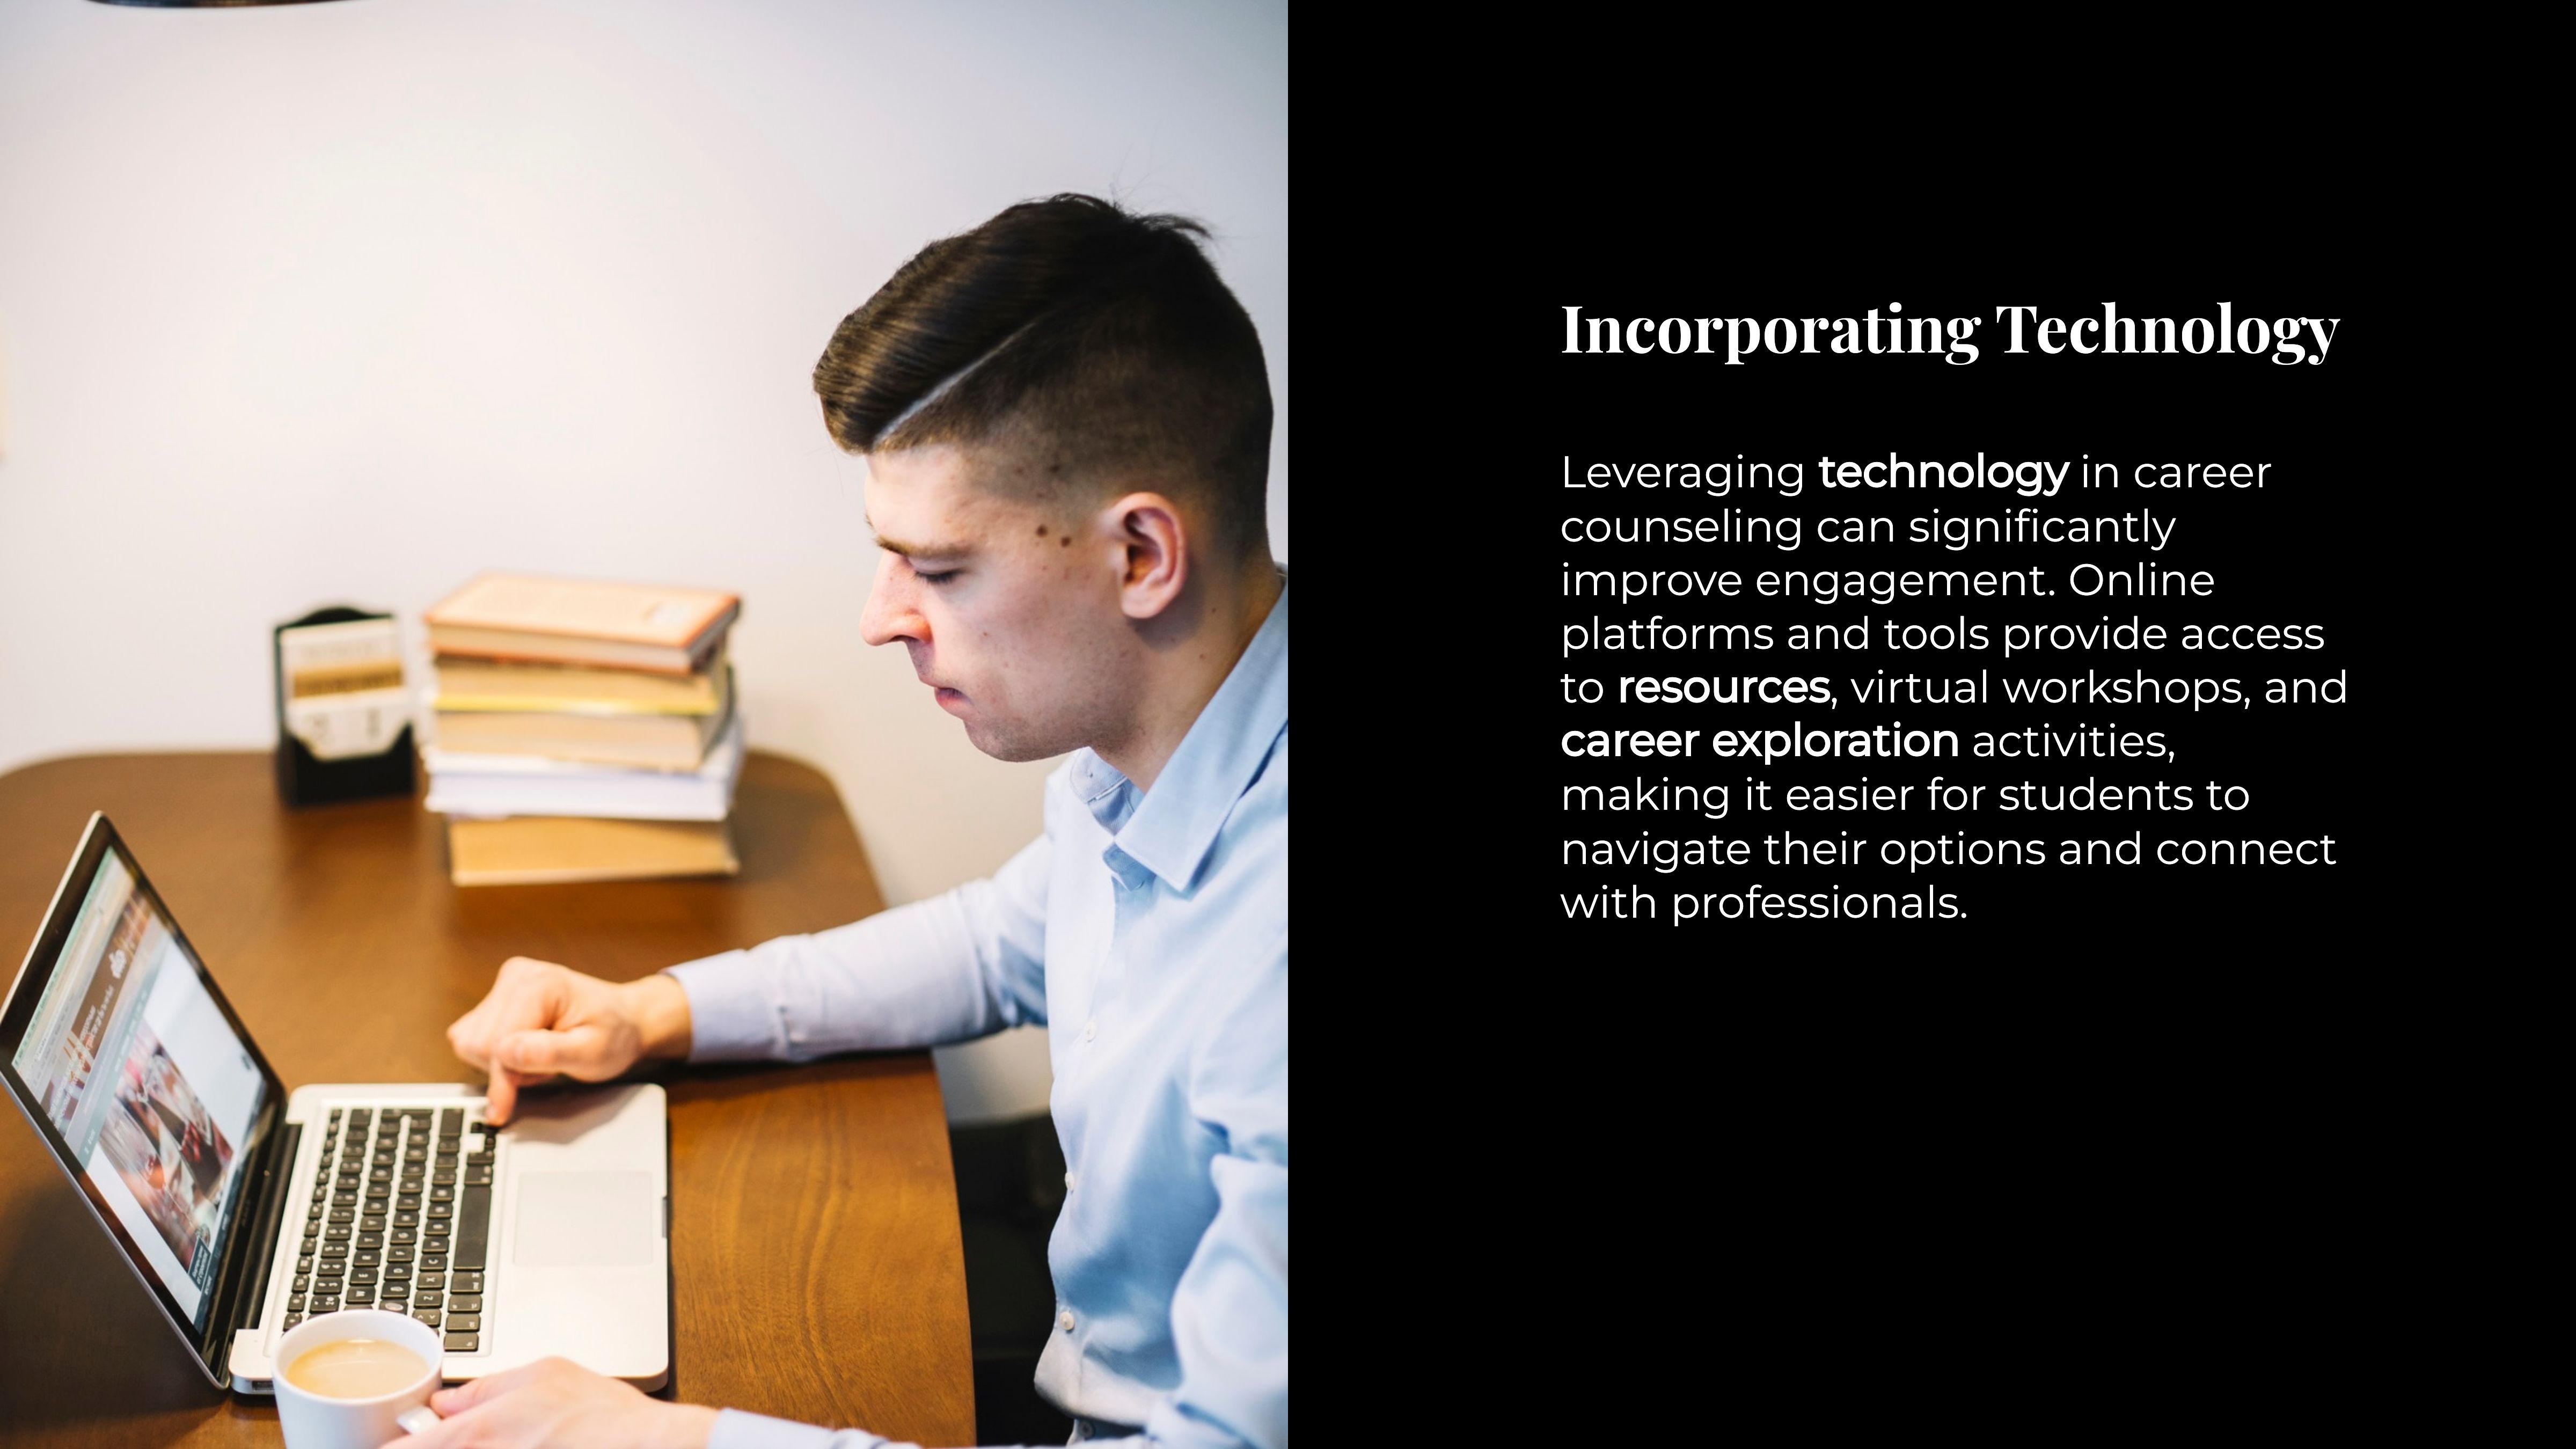 Incorporating Technology
Leveraging technology in career
counseling can significantly
improve engagement. Online
platforms and tools provide access
to resources, virtual workshops, and
career exploration activities,
making it easier for students to
navigate their options and connect
with professionals.